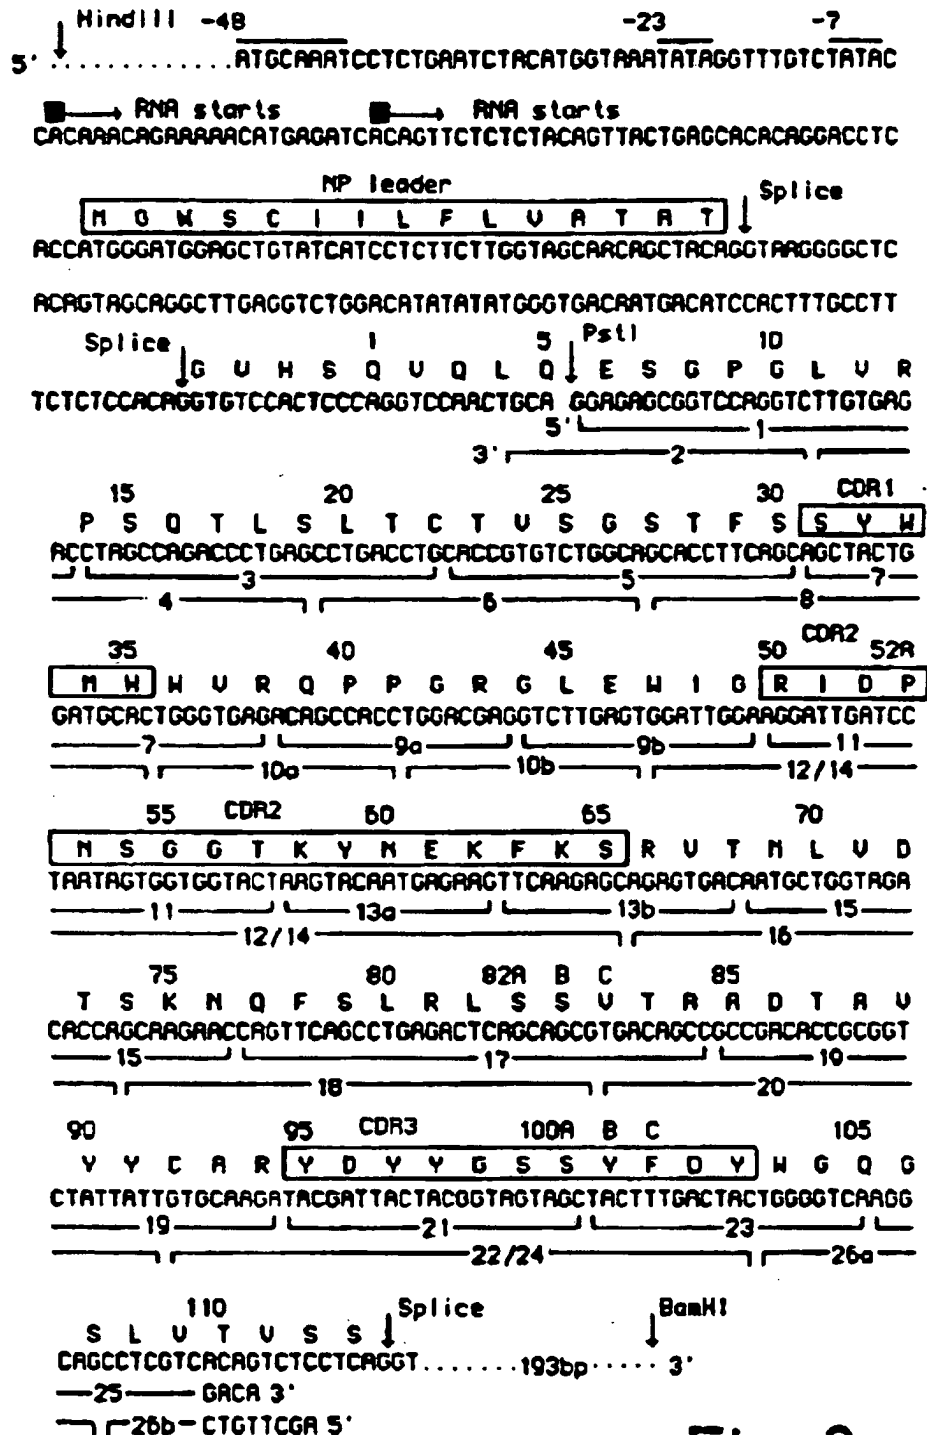 HindIII -48 -23 -7
5' .............ATGCAAATCCTCTGAATCTACATGGTAAATATAGGTTTGTCTATAC
RNA starts RNA starts
CACAAACAGAAAAACATGAGATCACAGTTCTCTCTACAGTTACTGAGCACACAGGACCTC
NP leader Splice
M G W S C I I L F L V A T A T
ACCATGGGATGGAGCTGTATCATCCTCTTCTTGGTAGCAACAGCTACAGGTAAGGGGCTC
ACAGTAGCAGGCTTGAGGTCTGGACATATATATGGGTGACAATGACATCCACTTTGCCTT
Splice 1 5 PstI 10
G V H S Q V Q L Q E S G P G L V R
TCTCTCCACAGGTGTCCACTCCCAGGTCCAACTGCA GGAGAGCGGTCCAGGTCTTGTGAG
5' 1
3' 2
15 20 25 30 CDR1
P S Q T L S L T C T V S G S T F S S Y W
ACCTAGCCAGACCCTGAGCCTGACCTGCACCGTGTCTGGCAGCACCTTCAGCAGCTACTG
3 5 7
4 6 8
35 40 45 50 CDR2 52A
M H W V R Q P P G R G L E W I G R I D P
GATGCACTGGGTGAGACAGCCACCTGGACGAGGTCTTGAGTGGATTGGAAGGATTGATCC
7 9a 9b 11
10a 10b 12/14
55 CDR2 60 65 70
N S G G T K Y N E K F K S R V T M L V D
TAATAGTGGTGGTACTAAGTACAATGAGAAGTTCAAGAGCAGAGTGACAATGCTGGTAGA
11 13a 13b 15
12/14 16
75 80 82A B C 85
T S K N Q F S L R L S S V T A A D T A V
CACCAGCAAGAACCAGTTCAGCCTGAGACTCAGCAGCGTGACAGCCGCCGACACCGCGGT
15 17 19
18 20
90 95 CDR3 100A B C 105
Y Y C A R Y D Y Y G S S Y F D Y W G Q G
CTATTATTGTGCAAGATACGATTACTACGGTAGTAGCTACTTTGACTACTGGGGTCAAGG
19 21 23
22/24 26a
110 Splice BamHI
S L V T V S S
CAGCCTCGTCACAGTCTCCTCAGGT.......193bp..... 3'
25 GACA 3'
26b CTGTTCGA 5'